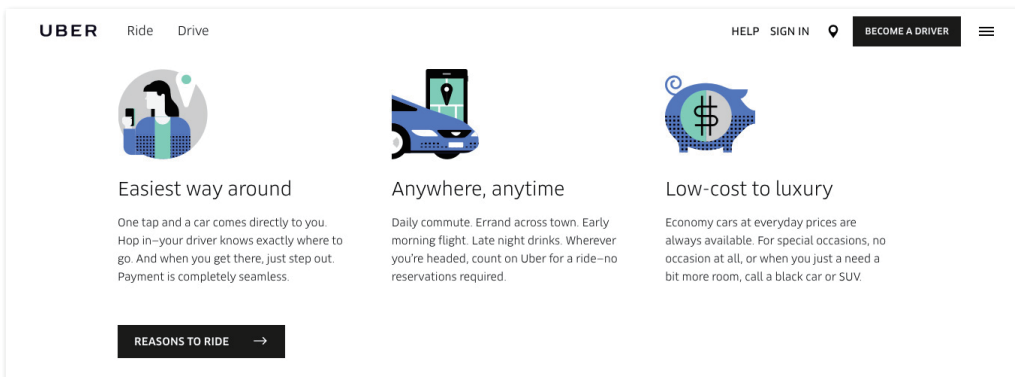 UBER Ride Drive HELP SIGN IN BECOME A DRIVER
Easiest way around
One tap and a car comes directly to you.
Hop in—your driver knows exactly where to
go. And when you get there, just step out.
Payment is completely seamless.
Anywhere, anytime
Daily commute. Errand across town. Early
morning flight. Late night drinks. Wherever
you're headed, count on Uber for a ride—no
reservations required.
Low-cost to luxury
Economy cars at everyday prices are
always available. For special occasions, no
occasion at all, or when you just a need a
bit more room, call a black car or SUV.
REASONS TO RIDE →